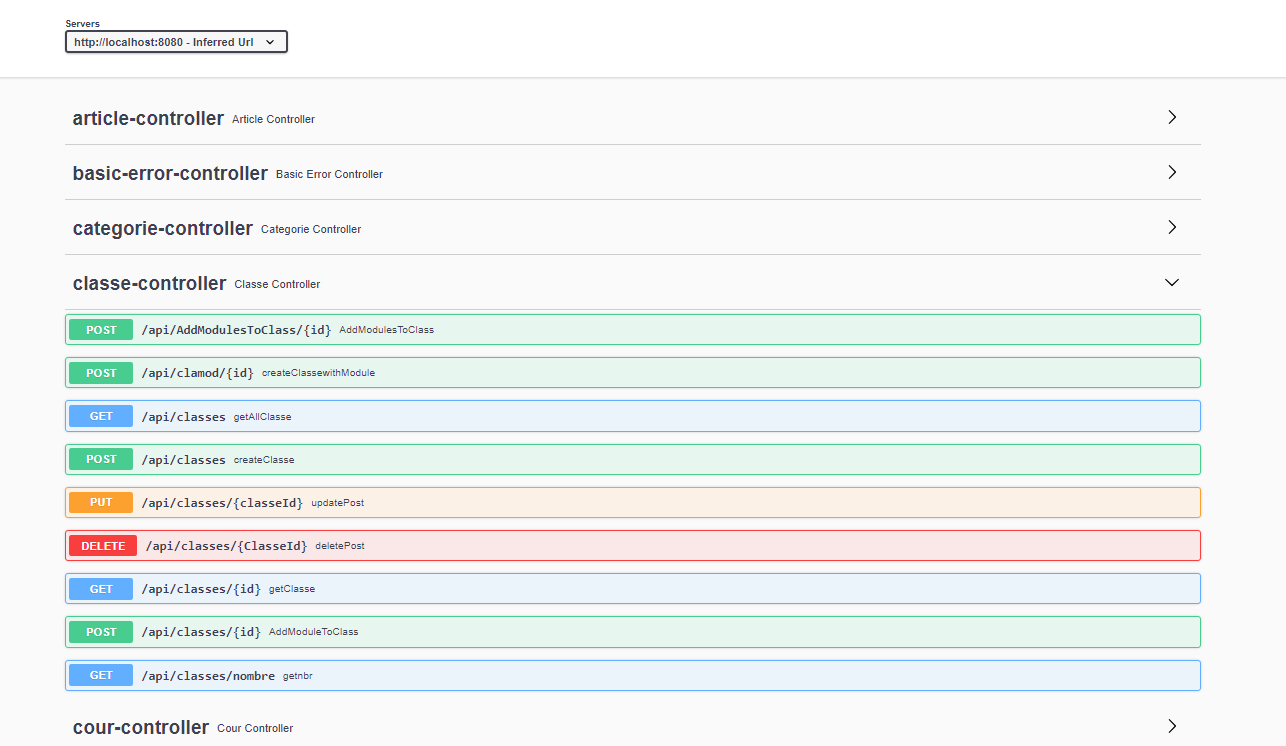 Servers
http://localhost:8080 - Inferred Url
article-controller Article Controller
basic-error-controller Basic Error Controller
categorie-controller Categorie Controller
classe-controller Classe Controller
POST /api/AddModulesToClass/{id} AddModulesToClass
POST /api/clamod/{id} createClassewithModule
GET /api/classes getAllClasse
POST /api/classes createClasse
PUT /api/classes/{classeId} updatePost
DELETE /api/classes/{ClasseId} deletePost
GET /api/classes/{id} getClasse
POST /api/classes/{id} AddModuleToClass
GET /api/classes/nombre getnbr
cour-controller Cour Controller